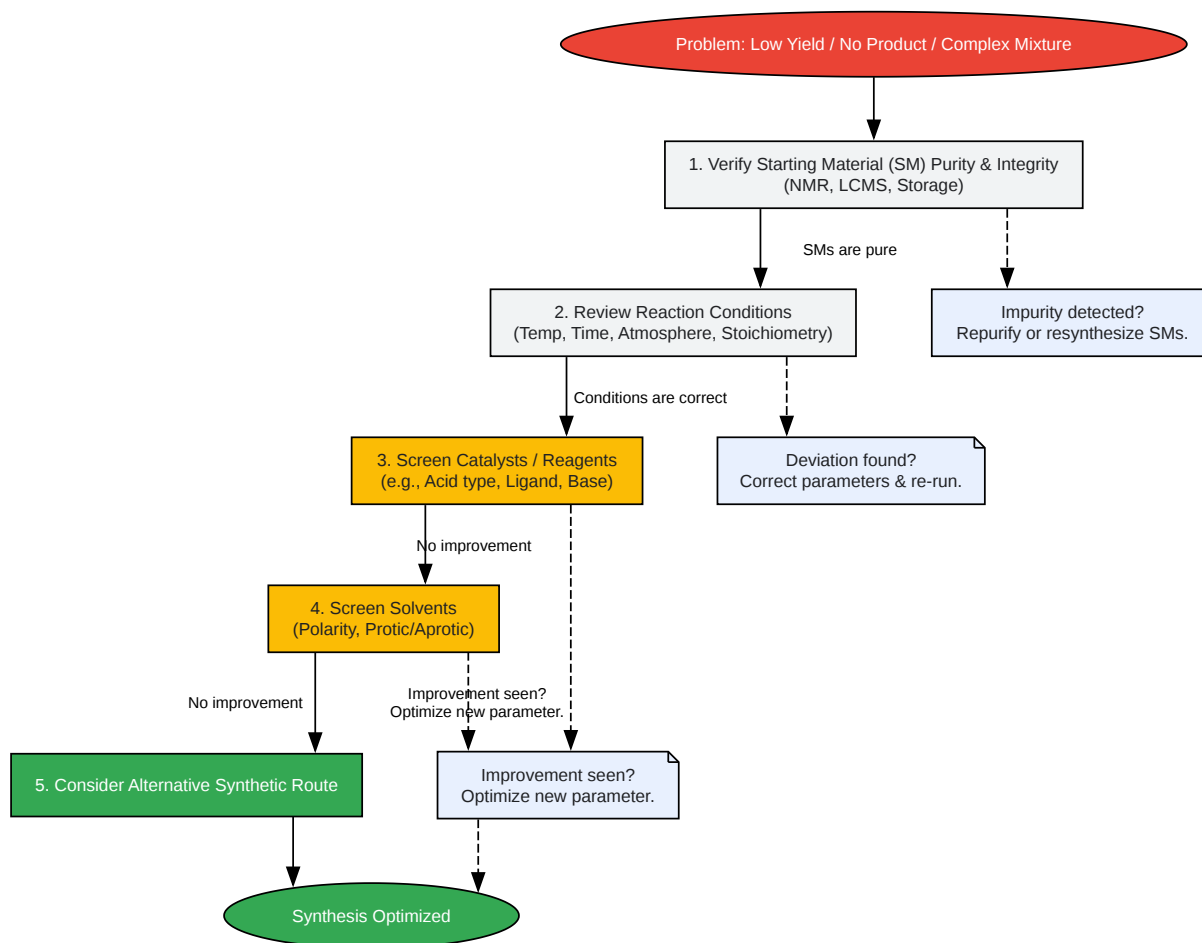 Problem: Low Yield / No Product / Complex Mixture
1. Verify Starting Material (SM) Purity & Integrity
(NMR, LCMS, Storage)
SMs are pure
2. Review Reaction Conditions
(Temp, Time, Atmosphere, Stoichiometry)
Impurity detected?
Repurify or resynthesize SMs.
Conditions are correct
3. Screen Catalysts / Reagents
(e.g., Acid type, Ligand, Base)
Deviation found?
Correct parameters & re-run.
No improvement
4. Screen Solvents
(Polarity, Protic/Aprotic)
No improvement
Improvement seen?
Optimize new parameter.
5. Consider Alternative Synthetic Route
Improvement seen?
Optimize new parameter.
Synthesis Optimized